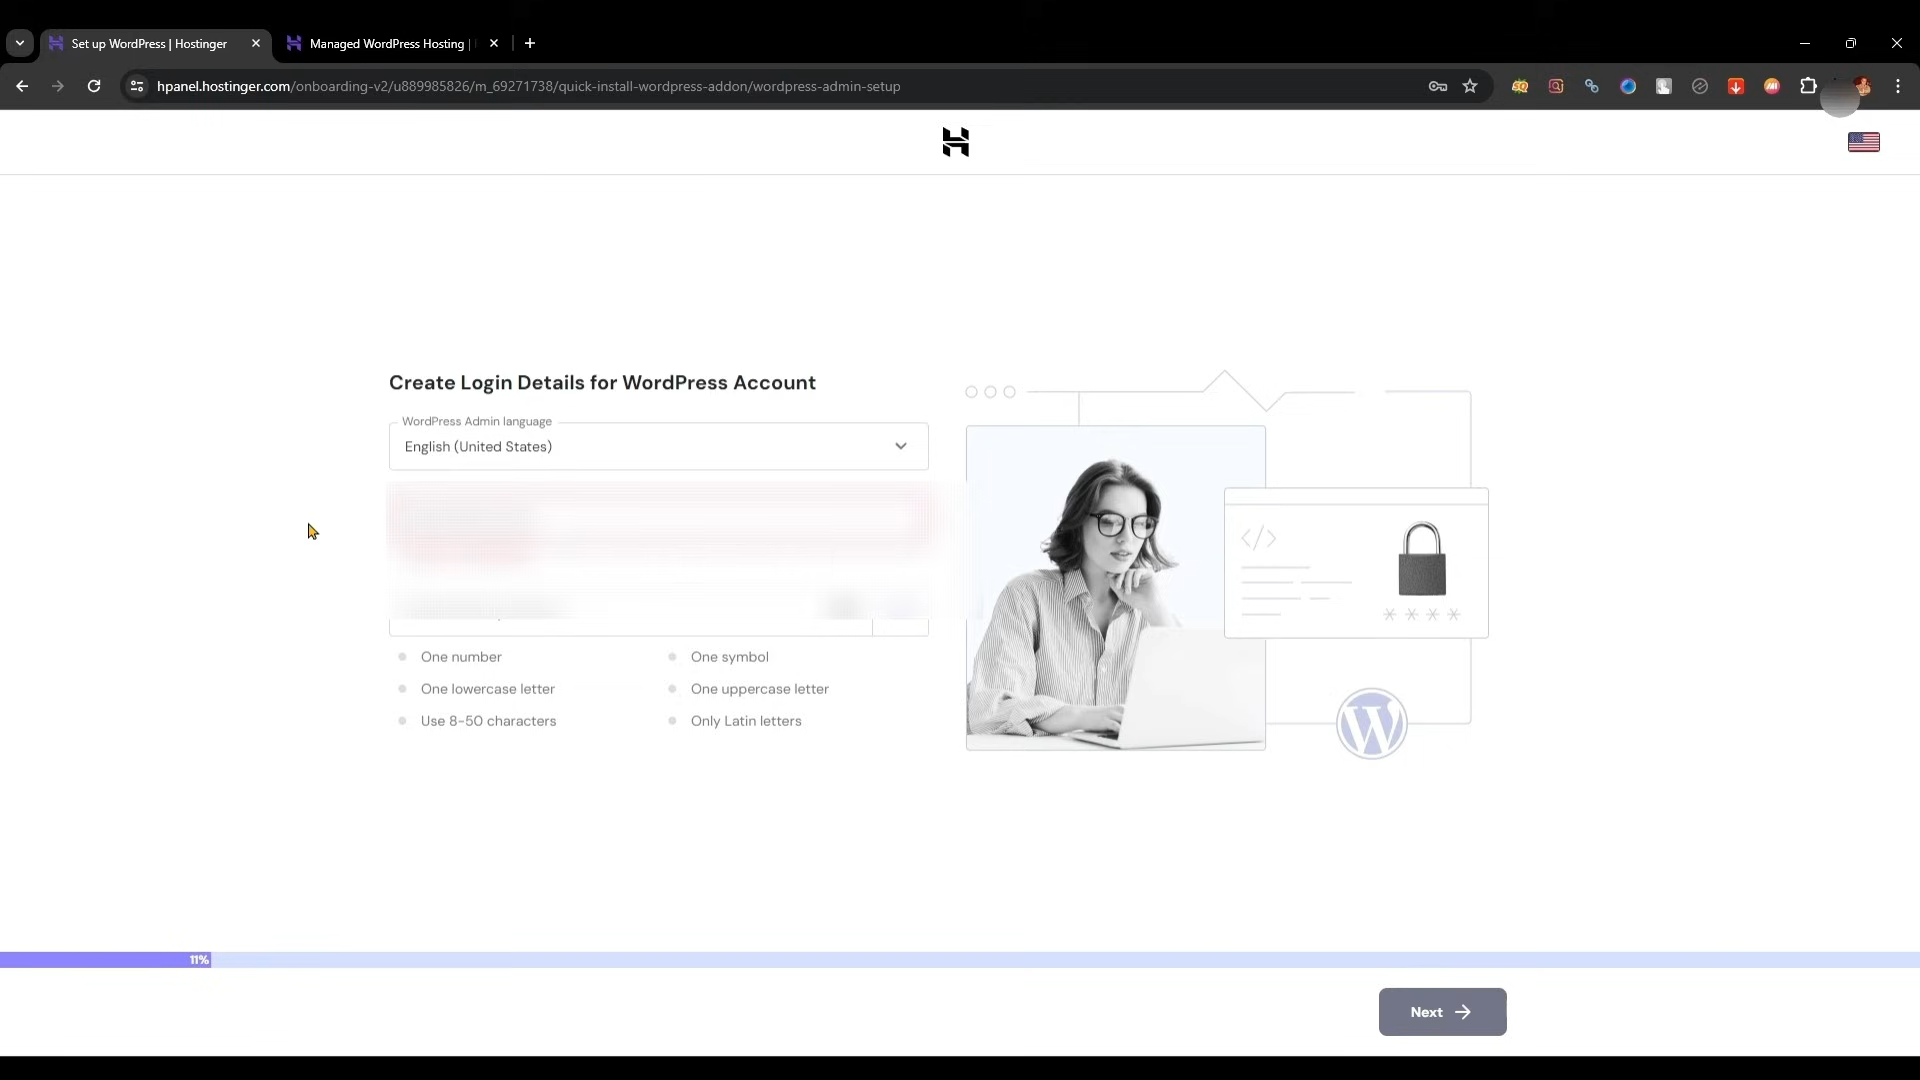 Set up WordPress | Hostinger
Managed WordPress Hosting |
hpanel.hostinger.com/onboarding-v2/u889985826/m_69271738/quick-install-wordpress-addon/wordpress-admin-setup
Create Login Details for WordPress Account
WordPress Admin language
English (United States)
</>
* * * *
One number
One symbol
One lowercase letter
One uppercase letter
Use 8-50 characters
Only Latin letters
11%
Next